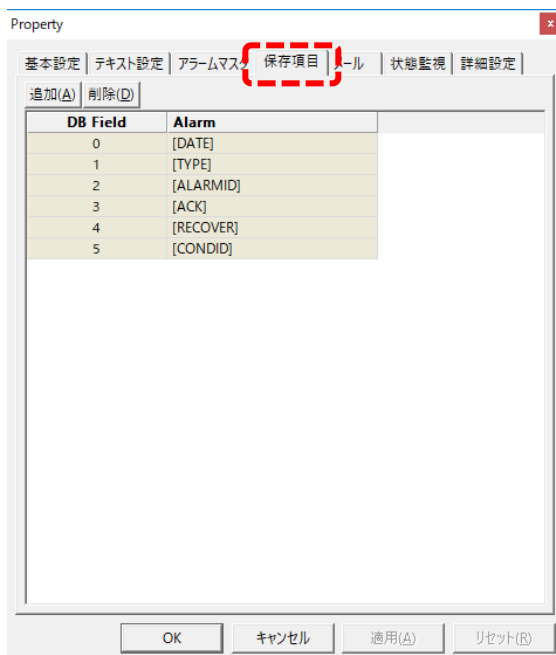 Property x
基本設定 テキスト設定 アラームマスク 保存項目 メール 状態監視 詳細設定
追加(A) 削除(D)
DB Field Alarm
0 [DATE]
1 [TYPE]
2 [ALARMID]
3 [ACK]
4 [RECOVER]
5 [CONDID]
OK キャンセル 適用(A) リセット(R)